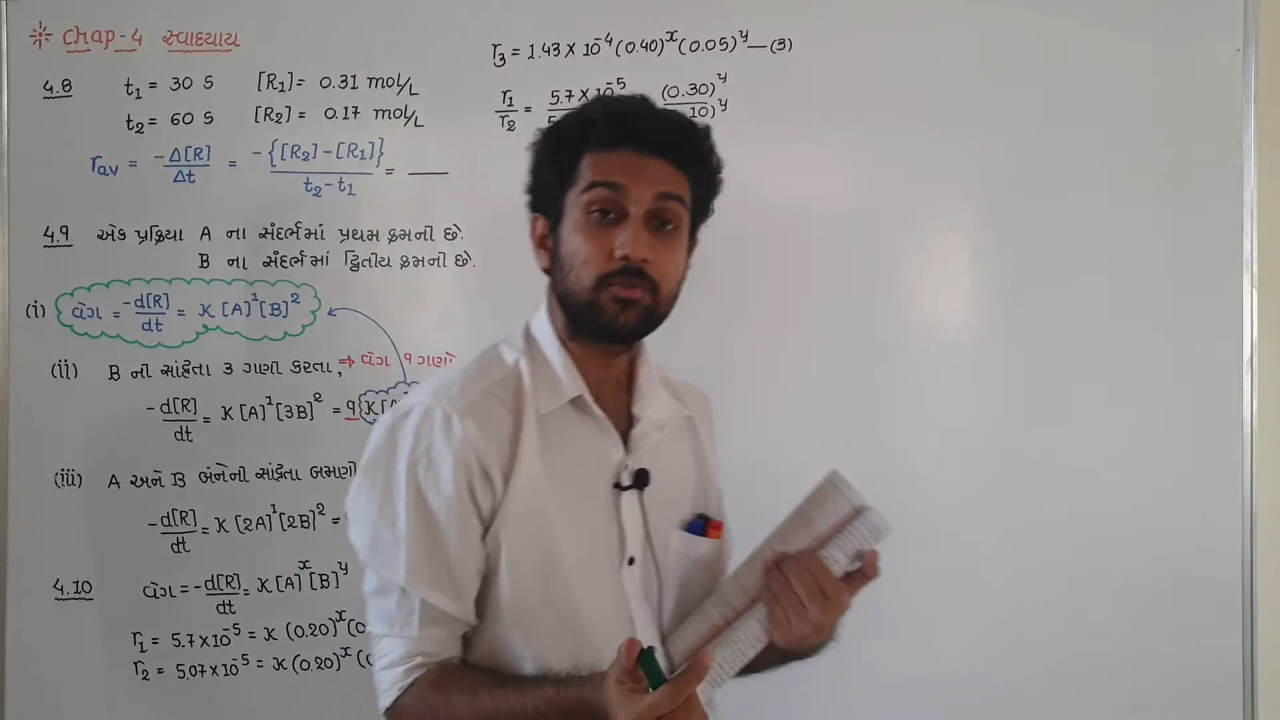 Chap-4 સ્વાધ્યાય
4.8 t₁ = 30 S [R₁] = 0.31 mol/L
t₂ = 60 S [R₂] = 0.17 mol/L
r_av = -Δ[R]/Δt = -{[R₂]-[R₁]}/t₂-t₁ = ___
4.9 એક પ્રક્રિયા A ના સંદર્ભમાં પ્રથમ ક્રમની છે.
B ના સંદર્ભમાં દ્વિતીય ક્રમની છે.
(i) વેગ = -d[R]/dt = K[A]¹[B]²
(ii) B ની સાંદ્રતા 3 ગણી કરતા, ⇒ વેગ 9 ગણો
-d[R]/dt = K[A]¹[3B]² = 9{K[A
(iii) A અને B બંનેની સાંદ્રતા બમણી
-d[R]/dt = K[2A]¹[2B]² =
4.10 વેગ = -d[R]/dt = K[A]ˣ[B]ʸ
r₁ = 5.7×10⁻⁵ = K(0.20)ˣ(0
r₂ = 5.07×10⁻⁵ = K(0.20)ˣ(
r₃ = 1.43 × 10⁻⁴ (0.40)ˣ(0.05)ʸ—(3)
r₁/r₂ = 5.7×10⁻⁵/5 (0.30)ʸ/10)ʸ